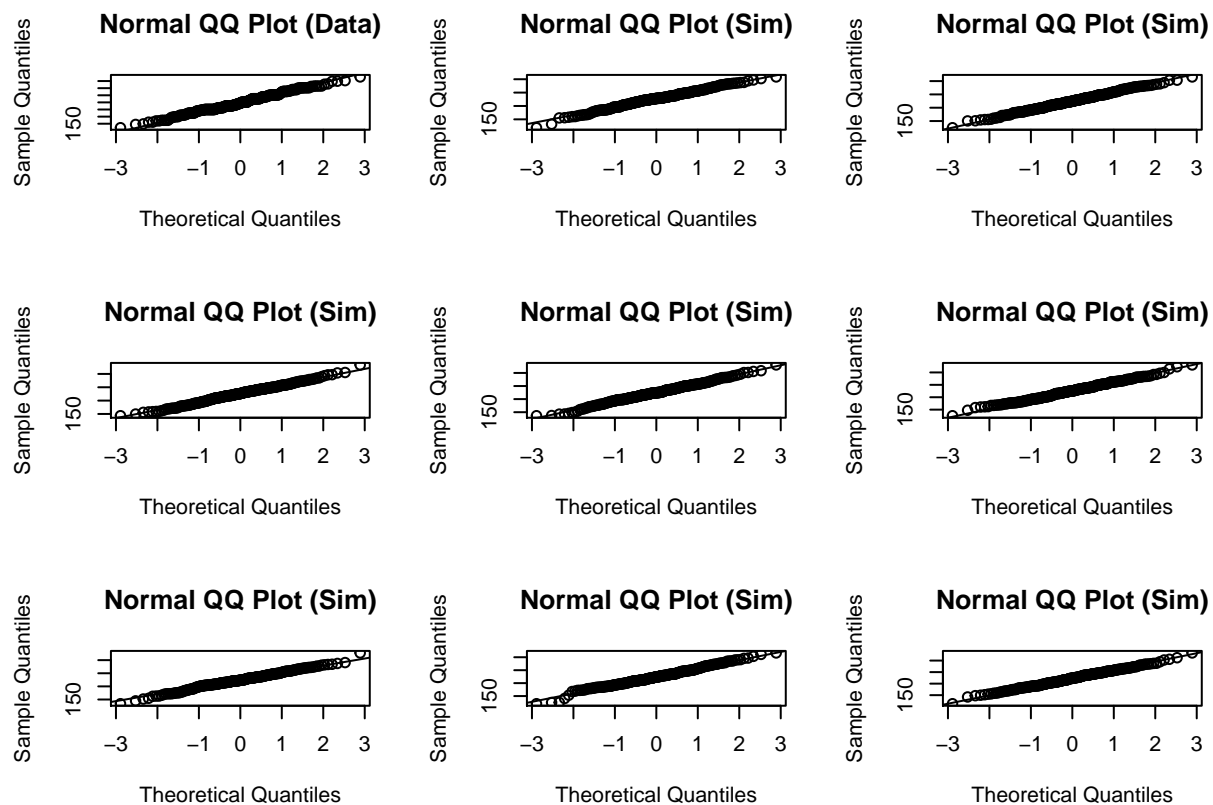 Normal QQ Plot (Data)
Sample Quantiles
150
−3 −1 0 1 2 3
Theoretical Quantiles
Normal QQ Plot (Sim)
Sample Quantiles
150
−3 −1 0 1 2 3
Theoretical Quantiles
Normal QQ Plot (Sim)
Sample Quantiles
150
−3 −1 0 1 2 3
Theoretical Quantiles
Normal QQ Plot (Sim)
Sample Quantiles
150
−3 −1 0 1 2 3
Theoretical Quantiles
Normal QQ Plot (Sim)
Sample Quantiles
150
−3 −1 0 1 2 3
Theoretical Quantiles
Normal QQ Plot (Sim)
Sample Quantiles
150
−3 −1 0 1 2 3
Theoretical Quantiles
Normal QQ Plot (Sim)
Sample Quantiles
150
−3 −1 0 1 2 3
Theoretical Quantiles
Normal QQ Plot (Sim)
Sample Quantiles
150
−3 −1 0 1 2 3
Theoretical Quantiles
Normal QQ Plot (Sim)
Sample Quantiles
150
−3 −1 0 1 2 3
Theoretical Quantiles